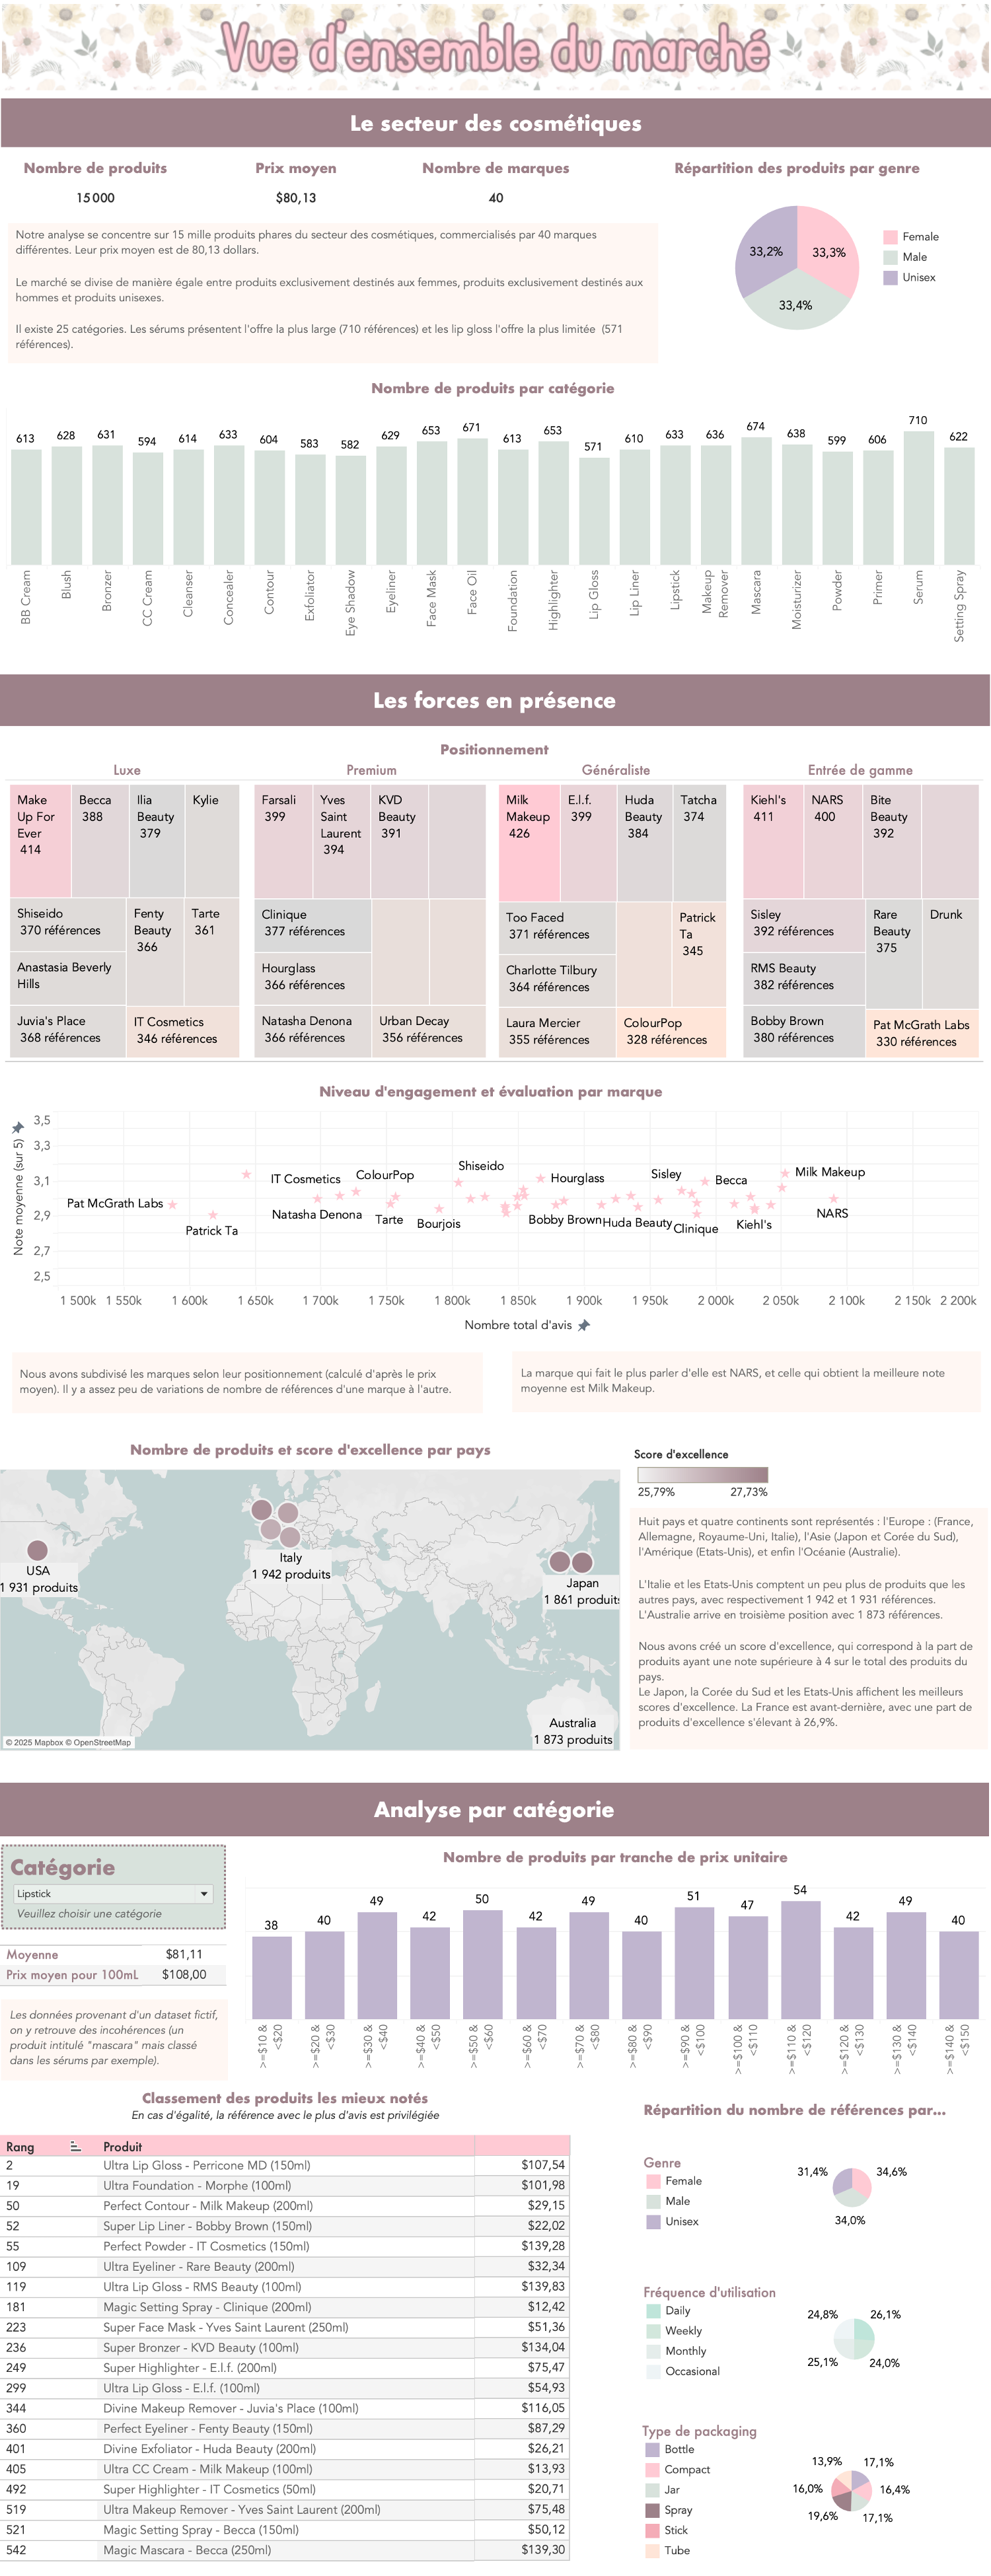 Vue d'ensemble du marché
Le secteur des cosmétiques
Nombre de produits
15 000
Prix moyen
$80,13
Nombre de marques
40
Répartition des produits par genre
33,2%
33,3%
33,4%
Female
Male
Unisex
Notre analyse se concentre sur 15 mille produits phares du secteur des cosmétiques, commercialisés par 40 marques
différentes. Leur prix moyen est de 80,13 dollars.
Le marché se divise de manière égale entre produits exclusivement destinés aux femmes, produits exclusivement destinés aux
hommes et produits unisexes.
Il existe 25 catégories. Les sérums présentent l'offre la plus large (710 références) et les lip gloss l'offre la plus limitée (571
références).
Nombre de produits par catégorie
613 628 631 594 614 633 604 583 582 629 653 671 613 653 571 610 633 636 674 638 599 606 710 622
BB Cream
Blush
Bronzer
CC Cream
Cleanser
Concealer
Contour
Exfoliator
Eye Shadow
Eyeliner
Face Mask
Face Oil
Foundation
Highlighter
Lip Gloss
Lip Liner
Lipstick
Makeup
Remover
Mascara
Moisturizer
Powder
Primer
Serum
Setting Spray
Les forces en présence
Positionnement
Luxe
Make
Up For
Ever
414
Becca
388
Ilia
Beauty
379
Kylie
Shiseido
370 références
Fenty
Beauty
366
Tarte
361
Anastasia Beverly
Hills
Juvia's Place
368 références
IT Cosmetics
346 références
Premium
Farsali
399
Yves
Saint
Laurent
394
KVD
Beauty
391
Clinique
377 références
Hourglass
366 références
Natasha Denona
366 références
Urban Decay
356 références
Généraliste
Milk
Makeup
426
E.l.f.
399
Huda
Beauty
384
Tatcha
374
Too Faced
371 références
Patrick
Ta
345
Charlotte Tilbury
364 références
Laura Mercier
355 références
ColourPop
328 références
Entrée de gamme
Kiehl's
411
NARS
400
Bite
Beauty
392
Sisley
392 références
Rare
Beauty
375
Drunk
RMS Beauty
382 références
Bobby Brown
380 références
Pat McGrath Labs
330 références
Niveau d'engagement et évaluation par marque
Note moyenne (sur 5)
3,5
3,3
3,1
2,9
2,7
2,5
Pat McGrath Labs
Patrick Ta
IT Cosmetics
Natasha Denona
ColourPop
Tarte
Bourjois
Shiseido
Hourglass
Bobby Brown
Huda Beauty
Sisley
Clinique
Becca
Kiehl's
Milk Makeup
NARS
1 500k 1 550k 1 600k 1 650k 1 700k 1 750k 1 800k 1 850k 1 900k 1 950k 2 000k 2 050k 2 100k 2 150k 2 200k
Nombre total d'avis
Nous avons subdivisé les marques selon leur positionnement (calculé d'après le prix
moyen). Il y a assez peu de variations de nombre de références d'une marque à l'autre.
La marque qui fait le plus parler d'elle est NARS, et celle qui obtient la meilleure note
moyenne est Milk Makeup.
Nombre de produits et score d'excellence par pays
USA
1 931 produits
Italy
1 942 produits
Japan
1 861 produits
Australia
1 873 produits
© 2025 Mapbox © OpenStreetMap
Score d'excellence
25,79% 27,73%
Huit pays et quatre continents sont représentés : l'Europe : (France,
Allemagne, Royaume-Uni, Italie), l'Asie (Japon et Corée du Sud),
l'Amérique (Etats-Unis), et enfin l'Océanie (Australie).
L'Italie et les Etats-Unis comptent un peu plus de produits que les
autres pays, avec respectivement 1 942 et 1 931 références.
L'Australie arrive en troisième position avec 1 873 références.
Nous avons créé un score d'excellence, qui correspond à la part de
produits ayant une note supérieure à 4 sur le total des produits du
pays.
Le Japon, la Corée du Sud et les Etats-Unis affichent les meilleurs
scores d'excellence. La France est avant-dernière, avec une part de
produits d'excellence s'élevant à 26,9%.
Analyse par catégorie
Catégorie
Lipstick
Veuillez choisir une catégorie
Moyenne $81,11
Prix moyen pour 100mL $108,00
Les données provenant d'un dataset fictif,
on y retrouve des incohérences (un
produit intitulé "mascara" mais classé
dans les sérums par exemple).
Nombre de produits par tranche de prix unitaire
38 40 49 42 50 42 49 40 51 47 54 42 49 40
>=$10 &
<$20
>=$20 &
<$30
>=$30 &
<$40
>=$40 &
<$50
>=$50 &
<$60
>=$60 &
<$70
>=$70 &
<$80
>=$80 &
<$90
>=$90 &
<$100
>=$100 &
<$110
>=$110 &
<$120
>=$120 &
<$130
>=$130 &
<$140
>=$140 &
<$150
Classement des produits les mieux notés
En cas d'égalité, la référence avec le plus d'avis est privilégiée
Rang Produit
2 Ultra Lip Gloss - Perricone MD (150ml) $107,54
19 Ultra Foundation - Morphe (100ml) $101,98
50 Perfect Contour - Milk Makeup (200ml) $29,15
52 Super Lip Liner - Bobby Brown (150ml) $22,02
55 Perfect Powder - IT Cosmetics (150ml) $139,28
109 Ultra Eyeliner - Rare Beauty (200ml) $32,34
119 Ultra Lip Gloss - RMS Beauty (100ml) $139,83
181 Magic Setting Spray - Clinique (200ml) $12,42
223 Super Face Mask - Yves Saint Laurent (250ml) $51,36
236 Super Bronzer - KVD Beauty (100ml) $134,04
249 Super Highlighter - E.l.f. (200ml) $75,47
299 Ultra Lip Gloss - E.l.f. (100ml) $54,93
344 Divine Makeup Remover - Juvia's Place (100ml) $116,05
360 Perfect Eyeliner - Fenty Beauty (150ml) $87,29
401 Divine Exfoliator - Huda Beauty (200ml) $26,21
405 Ultra CC Cream - Milk Makeup (100ml) $13,93
492 Super Highlighter - IT Cosmetics (50ml) $20,71
519 Ultra Makeup Remover - Yves Saint Laurent (200ml) $75,48
521 Magic Setting Spray - Becca (150ml) $50,12
542 Magic Mascara - Becca (250ml) $139,30
Répartition du nombre de références par...
Genre
Female
Male
Unisex
31,4% 34,6%
34,0%
Fréquence d'utilisation
Daily
Weekly
Monthly
Occasional
24,8% 26,1%
25,1% 24,0%
Type de packaging
Bottle
Compact
Jar
Spray
Stick
Tube
13,9% 17,1%
16,0% 16,4%
19,6% 17,1%